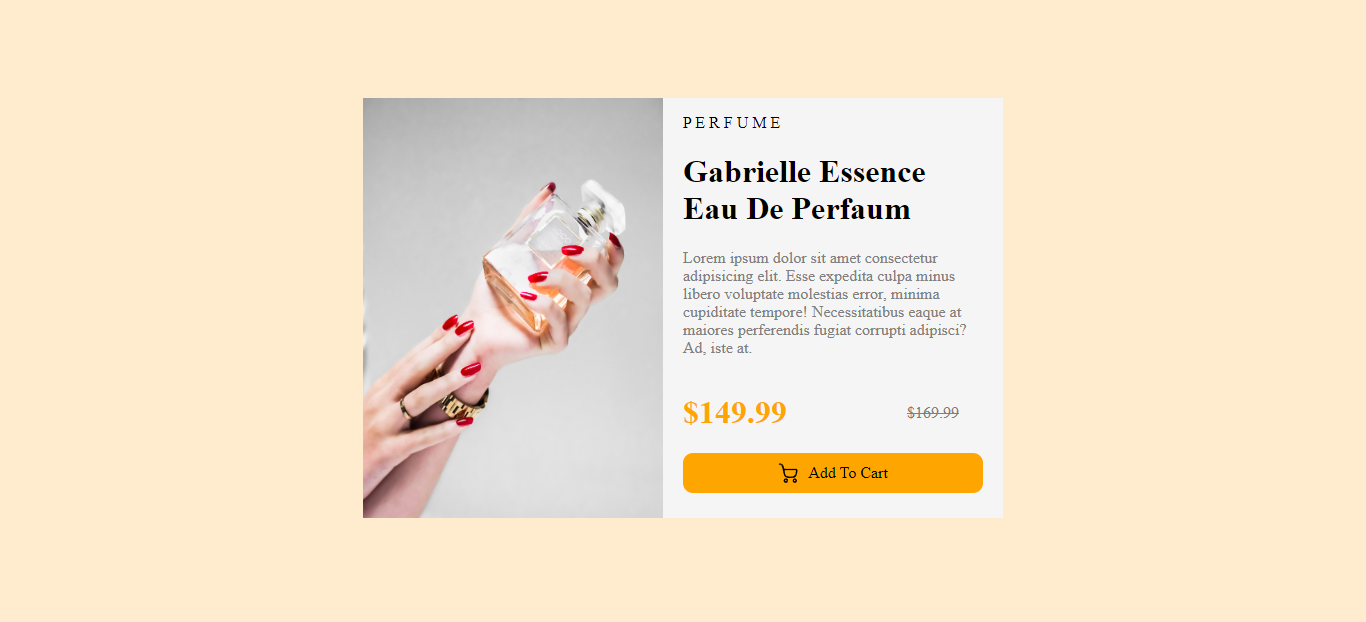 PERFUME
Gabrielle Essence
Eau De Perfaum
Lorem ipsum dolor sit amet consectetur
adipisicing elit. Esse expedita culpa minus
libero voluptate molestias error, minima
cupiditate tempore! Necessitatibus eaque at
maiores perferendis fugiat corrupti adipisci?
Ad, iste at.
$149.99 $169.99
Add To Cart